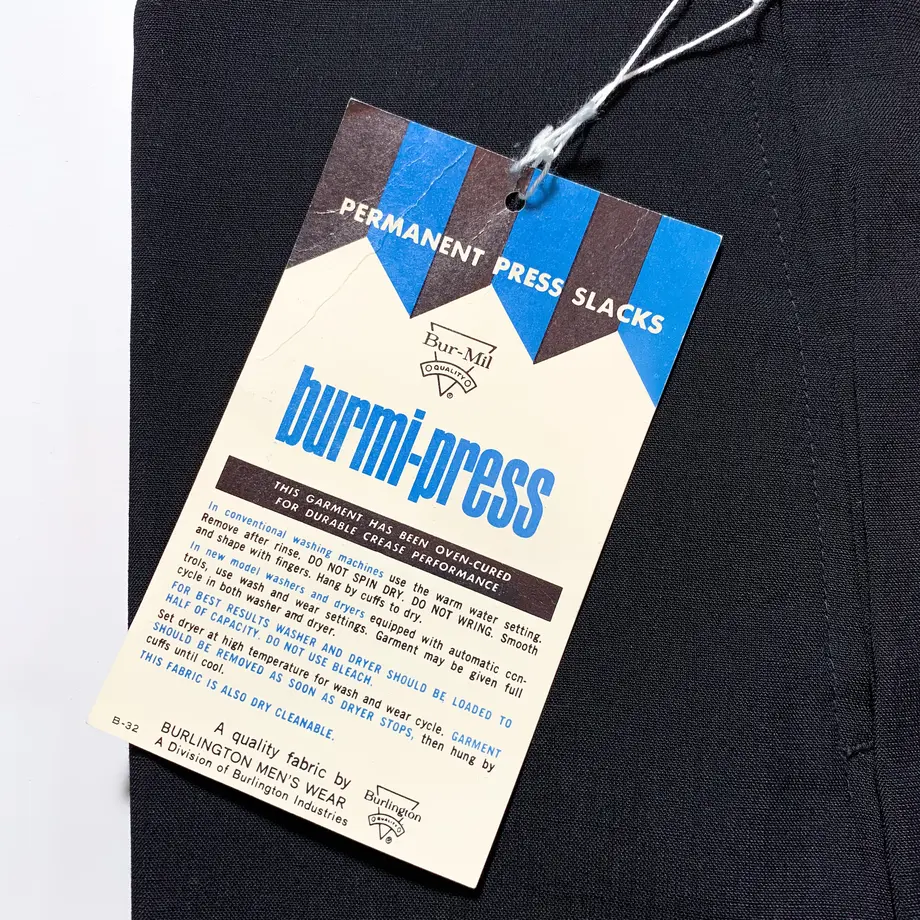 PERMANENT PRESS SLACKS
Bur-Mil
QUALITY
®
burmi-press
THIS GARMENT HAS BEEN OVEN-CURED
FOR DURABLE CREASE PERFORMANCE
In conventional washing machines use the warm water setting.
Remove after rinse. DO NOT SPIN DRY. DO NOT WRING. Smooth
and shape with fingers. Hang by cuffs to dry.
In new model washers and dryers equipped with automatic con-
trols, use wash and wear settings. Garment may be given full
cycle in both washer and dryer.
FOR BEST RESULTS WASHER AND DRYER SHOULD BE LOADED TO
HALF OF CAPACITY. DO NOT USE BLEACH.
Set dryer at high temperature for wash and wear cycle. GARMENT
SHOULD BE REMOVED AS SOON AS DRYER STOPS, then hung by
cuffs until cool.
THIS FABRIC IS ALSO DRY CLEANABLE.
B-32
A quality fabric by
BURLINGTON MEN'S WEAR
A Division of Burlington Industries
Burlington
QUALITY
®